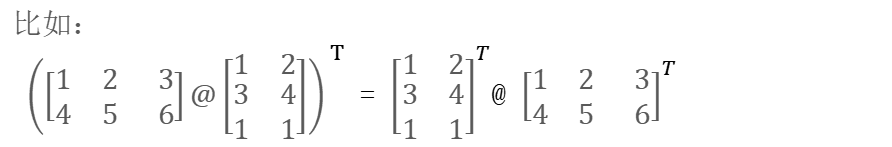 比如：
([1 2 3
4 5 6] @ [1 2
3 4
1 1])^T = [1 2
3 4
1 1]^T @ [1 2 3
4 5 6]^T